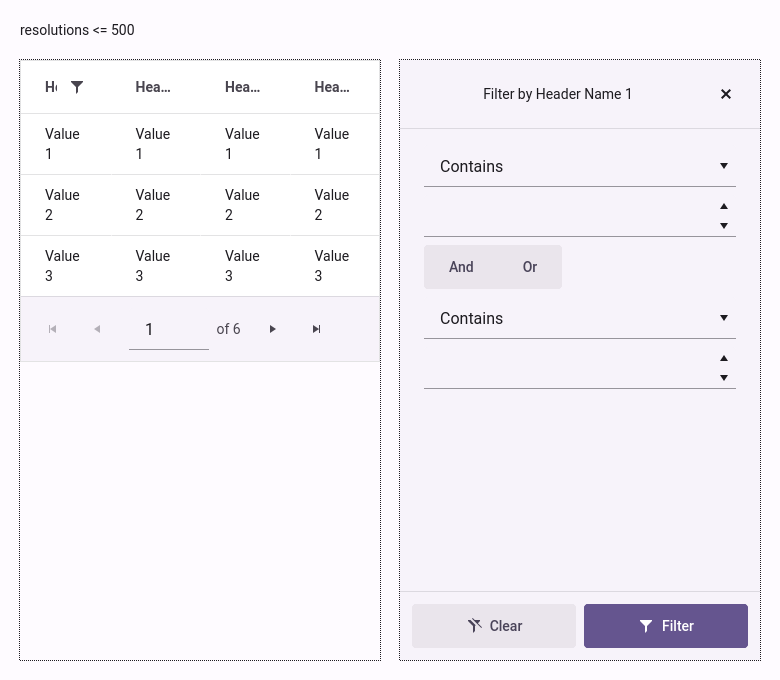 resolutions <= 500
Hea… Hea… Hea…
Value 1 Value 1 Value 1 Value 1
Value 2 Value 2 Value 2 Value 2
Value 3 Value 3 Value 3 Value 3
1 of 6
Filter by Header Name 1
Contains
And Or
Contains
Clear Filter